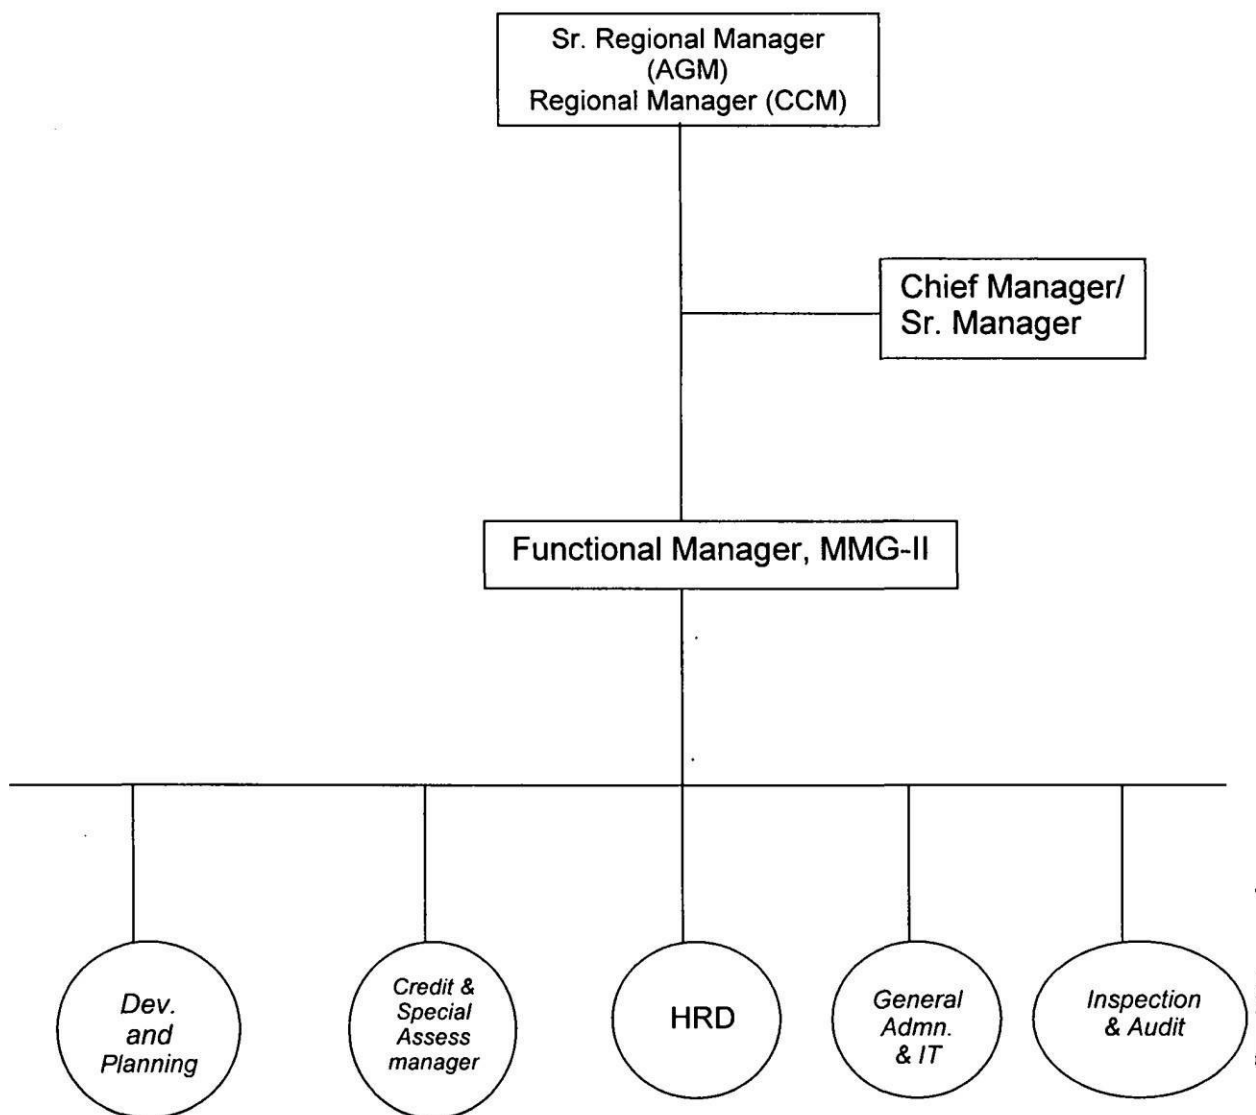 Sr. Regional Manager
(AGM)
Regional Manager (CCM)
Chief Manager/
Sr. Manager
Functional Manager, MMG-II
Dev.
and
Planning
Credit &
Special
Assess
manager
HRD
General
Admn.
& IT
Inspection
& Audit